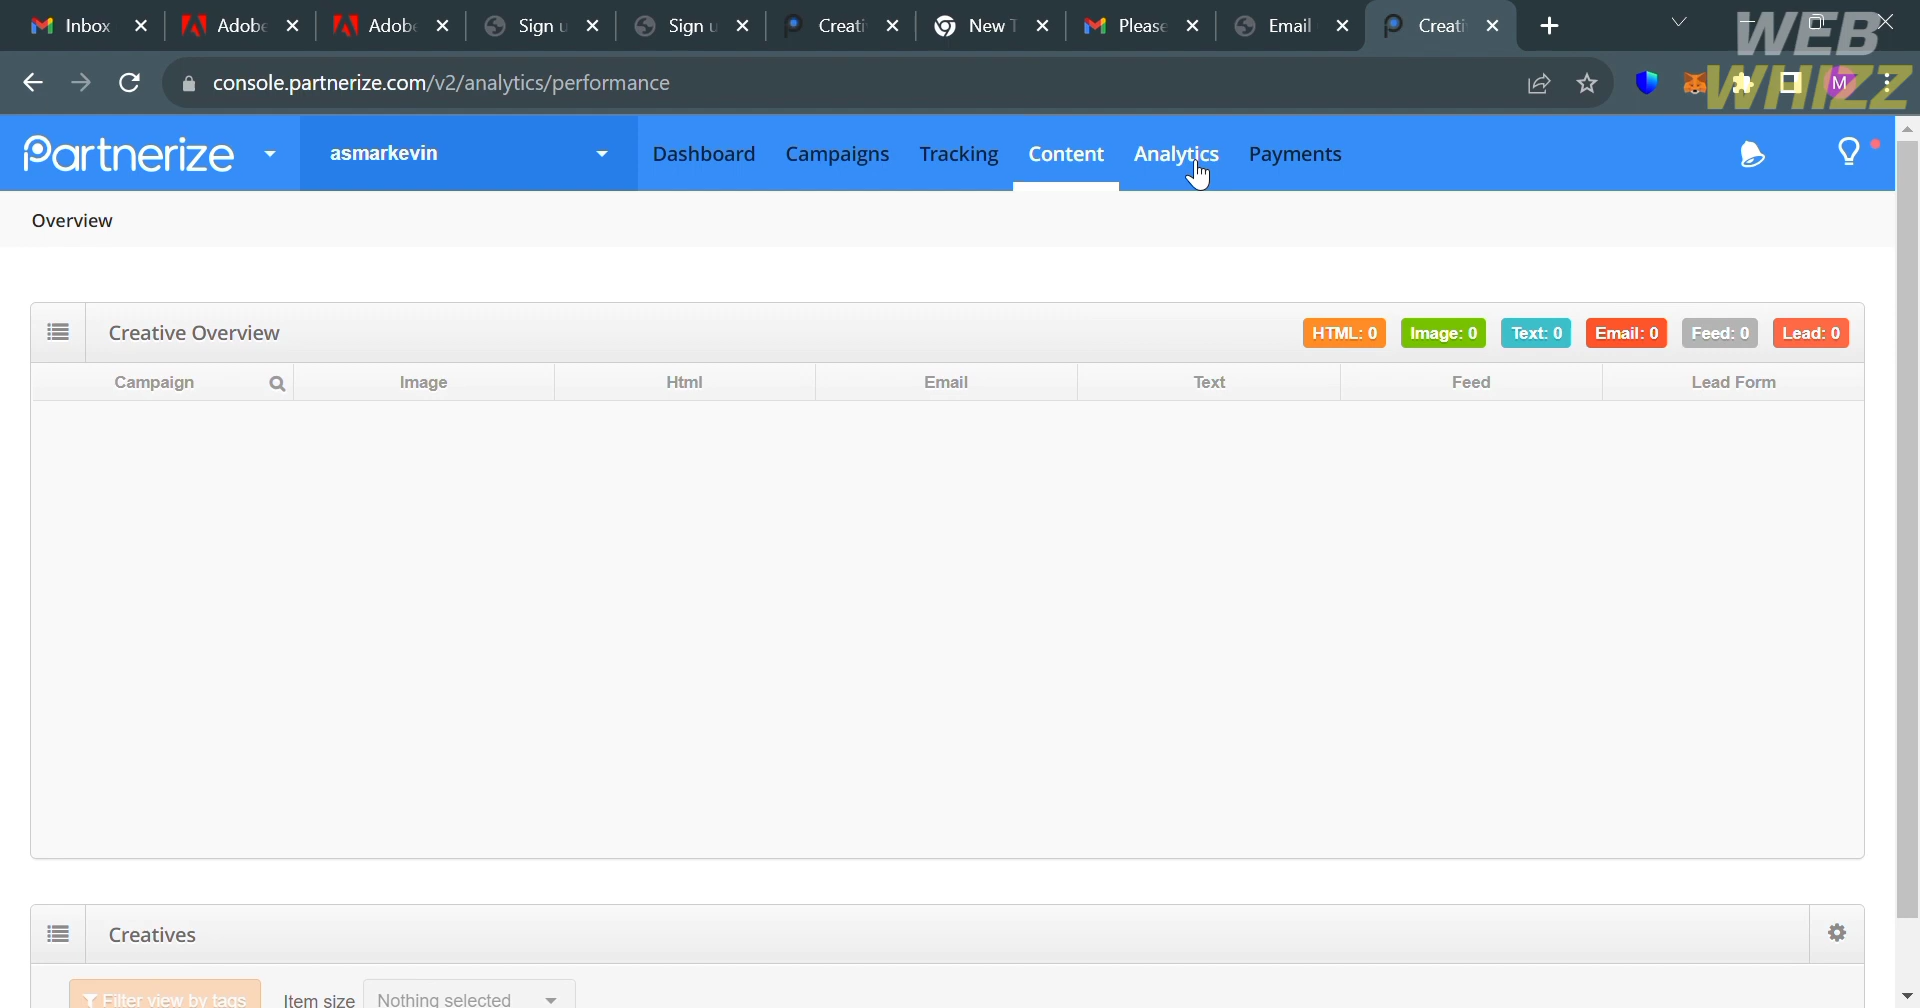 Inbox Adobe Adobe Sign u Sign u Creati New T Please Email Creati
WEB
WHIZZ
console.partnerize.com/v2/analytics/performance
M
Partnerize asmarkevin Dashboard Campaigns Tracking Content Analytics Payments
Overview
Creative Overview HTML: 0 Image: 0 Text: 0 Email: 0 Feed: 0 Lead: 0
Campaign Image Html Email Text Feed Lead Form
Creatives
Filter view by tags Item size Nothing selected